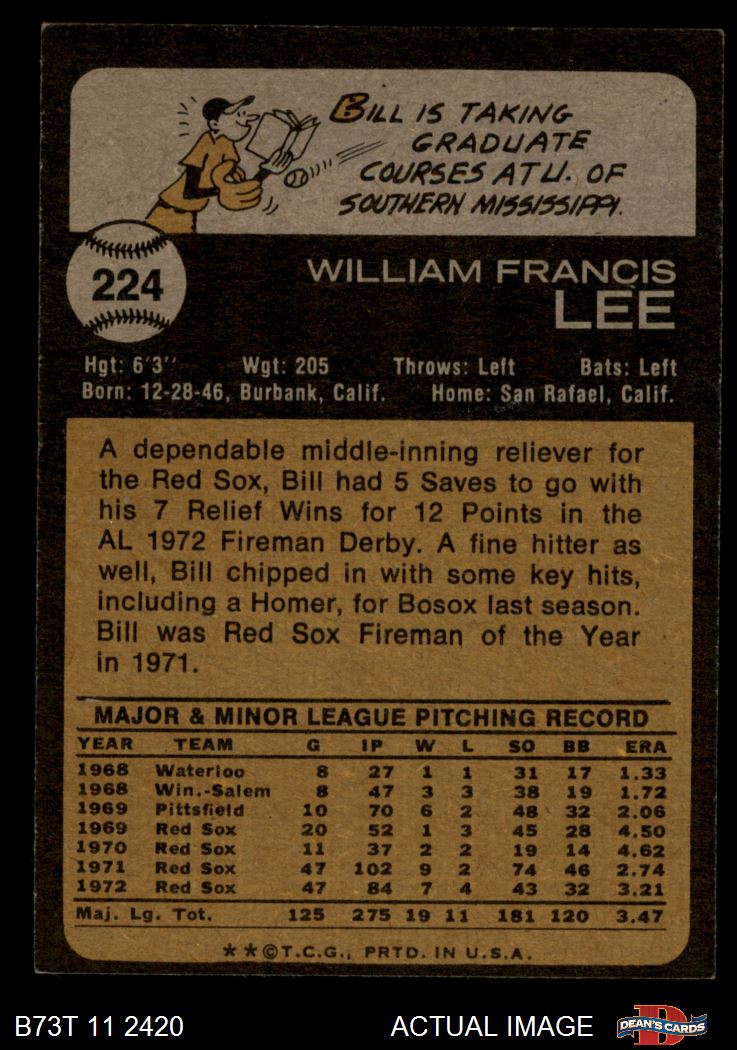 BILL IS TAKING
GRADUATE
COURSES AT U. OF
SOUTHERN MISSISSIPPI.
224
WILLIAM FRANCIS
LEE
Hgt: 6'3" Wgt: 205 Throws: Left Bats: Left
Born: 12-28-46, Burbank, Calif. Home: San Rafael, Calif.
A dependable middle-inning reliever for
the Red Sox, Bill had 5 Saves to go with
his 7 Relief Wins for 12 Points in the
AL 1972 Fireman Derby. A fine hitter as
well, Bill chipped in with some key hits,
including a Homer, for Bosox last season.
Bill was Red Sox Fireman of the Year
in 1971.
MAJOR & MINOR LEAGUE PITCHING RECORD
YEAR TEAM G IP W L SO BB ERA
1968 Waterloo 8 27 1 1 31 17 1.33
1968 Win.-Salem 8 47 3 3 38 19 1.72
1969 Pittsfield 10 70 6 2 48 32 2.06
1969 Red Sox 20 52 1 3 45 28 4.50
1970 Red Sox 11 37 2 2 19 14 4.62
1971 Red Sox 47 102 9 2 74 46 2.74
1972 Red Sox 47 84 7 4 43 32 3.21
Maj. Lg. Tot. 125 275 19 11 181 120 3.47
**©T.C.G., PRTD. IN U.S.A.
B73T 11 2420 ACTUAL IMAGE D DEAN'S CARDS